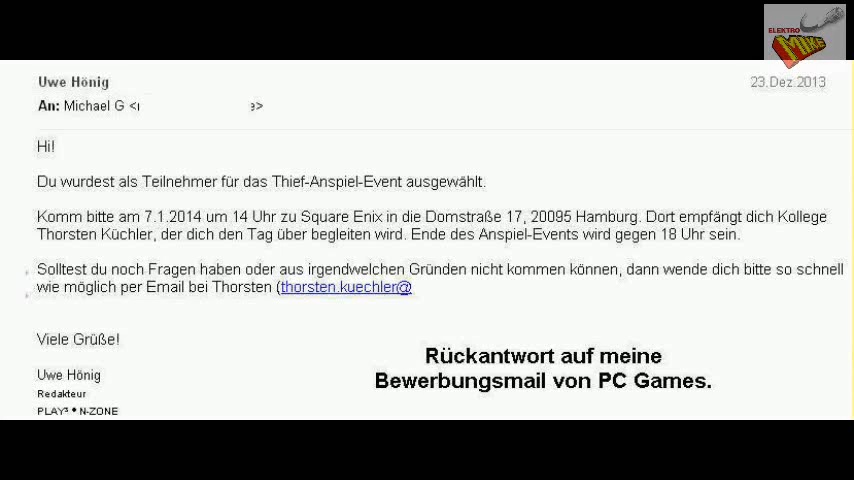 ELEKTRO
MIKE
Uwe Hönig
23.Dez.2013
An: Michael G <
e>
Hi!
Du wurdest als Teilnehmer für das Thief-Anspiel-Event ausgewählt.
Komm bitte am 7.1.2014 um 14 Uhr zu Square Enix in die Domstraße 17, 20095 Hamburg. Dort empfängt dich Kollege
Thorsten Küchler, der dich den Tag über begleiten wird. Ende des Anspiel-Events wird gegen 18 Uhr sein.
Solltest du noch Fragen haben oder aus irgendwelchen Gründen nicht kommen können, dann wende dich bitte so schnell
wie möglich per Email bei Thorsten (thorsten.kuechler@
Viele Grüße!
Rückantwort auf meine
Bewerbungsmail von PC Games.
Uwe Hönig
Redakteur
PLAY³ • N-ZONE